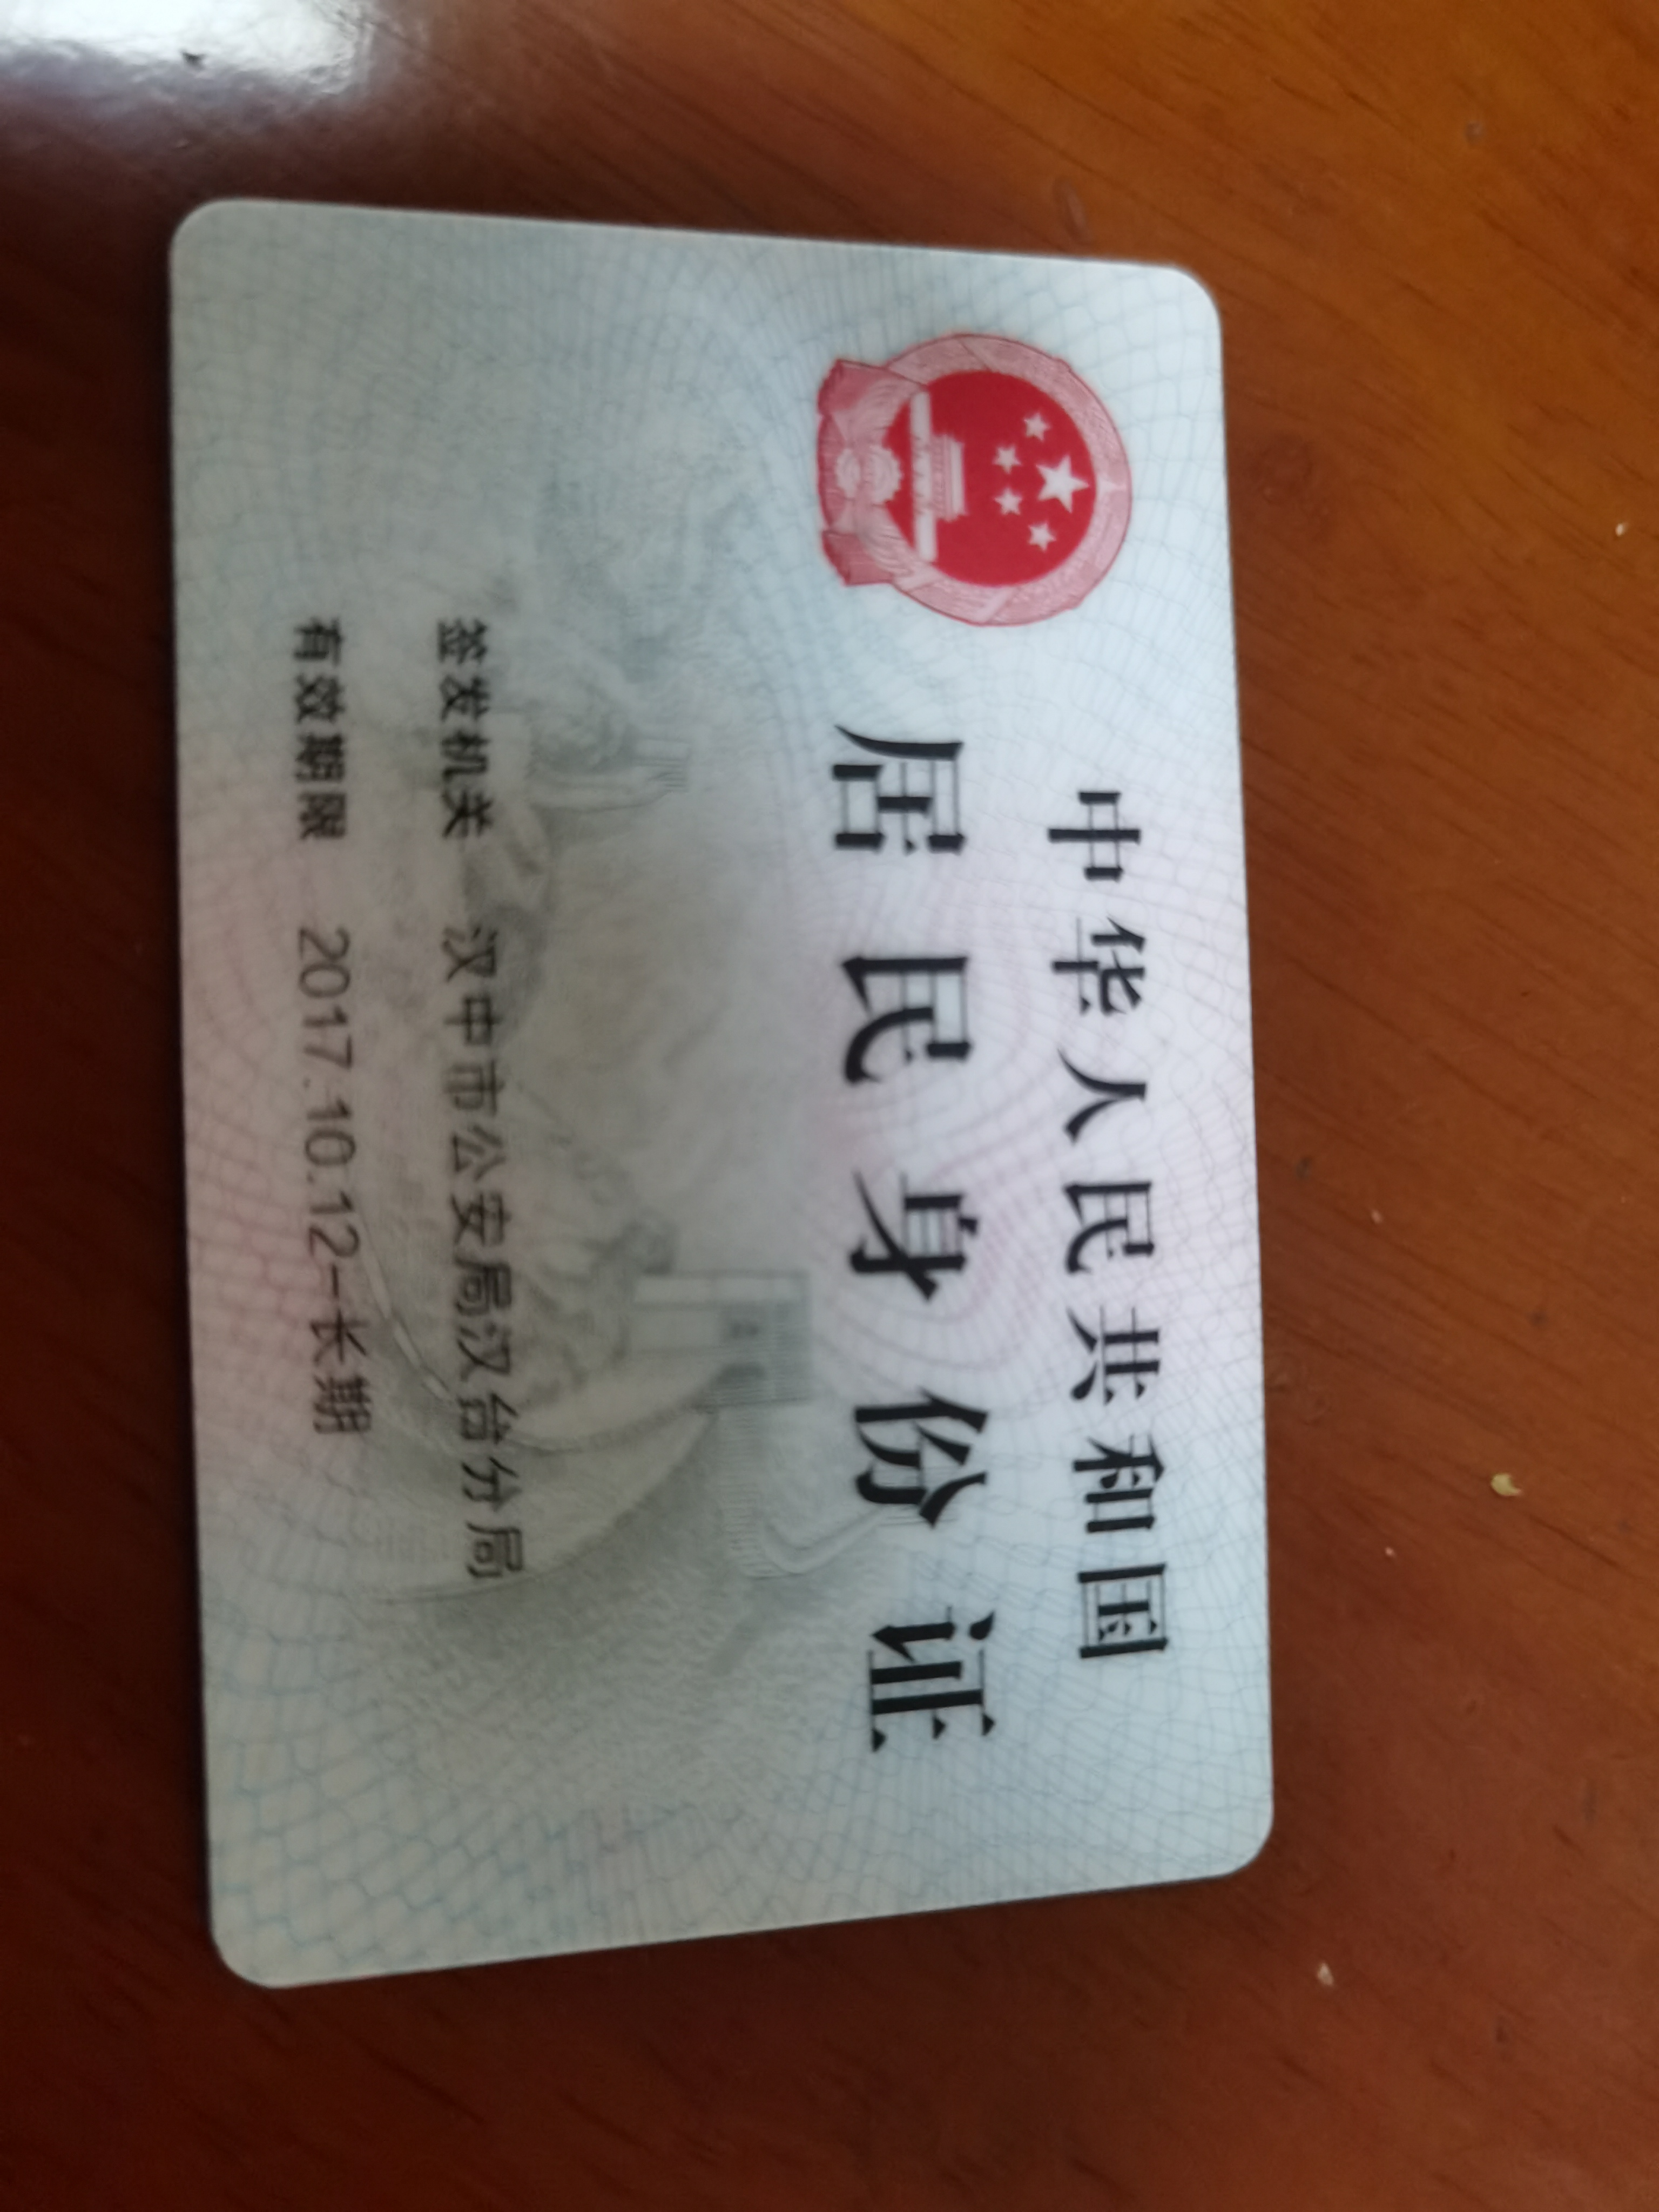 中华人民共和国
居民身份证
签发机关 汉中市公安局汉台分局
有效期限 2017.10.12-长期